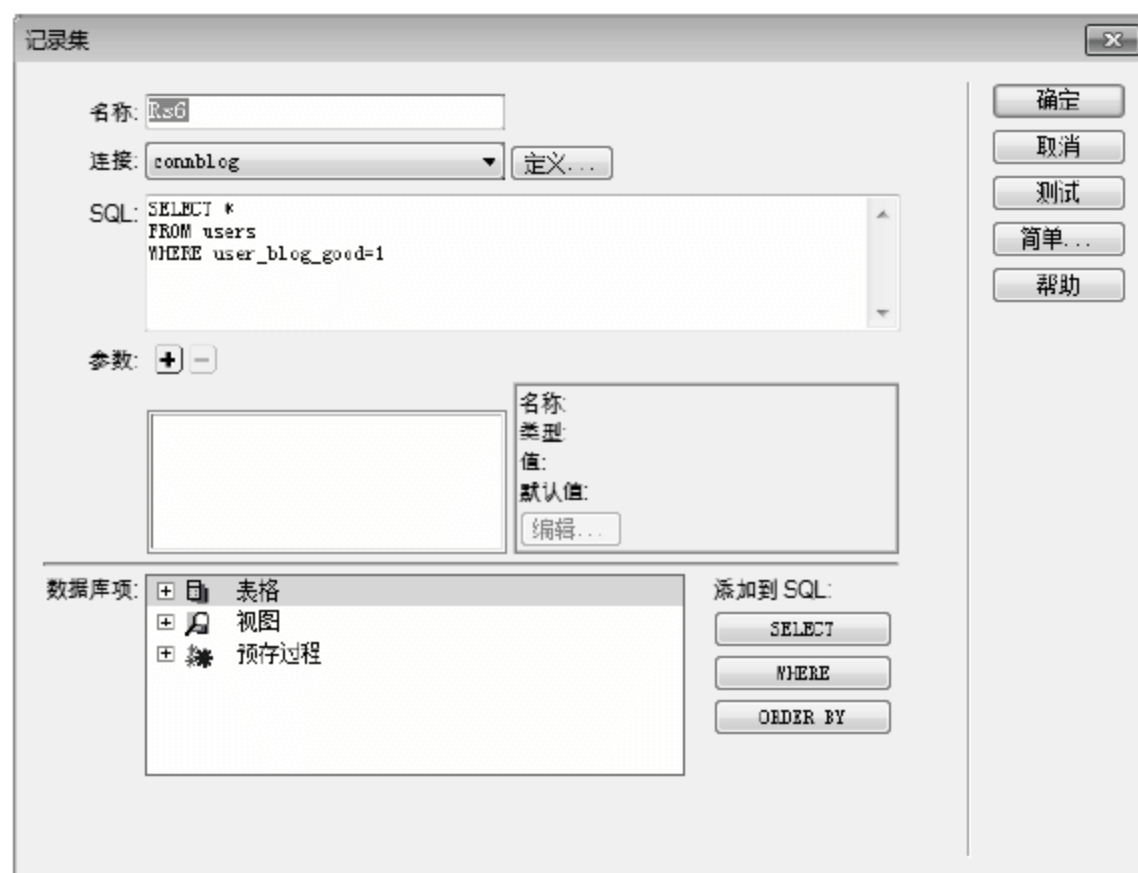 记录集
名称: Rs6
连接: connblog 定义...
SQL: SELECT *
FROM users
WHERE user_blog_good=1
参数:
名称:
类型:
值:
默认值:
编辑...
数据库项: 表格
视图
预存过程
添加到 SQL:
SELECT
WHERE
ORDER BY
确定
取消
测试
简单...
帮助